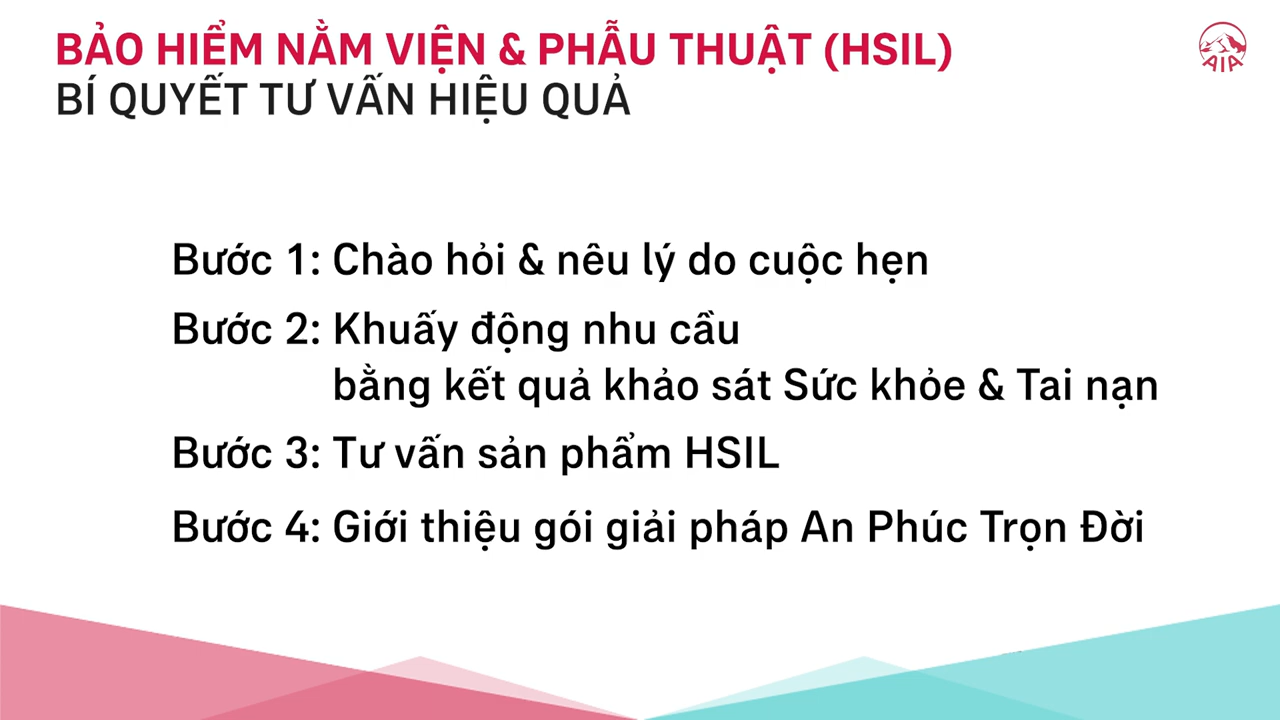 BẢO HIỂM NẰM VIỆN & PHẪU THUẬT (HSIL)
BÍ QUYẾT TƯ VẤN HIỆU QUẢ
AIA
Bước 1: Chào hỏi & nêu lý do cuộc hẹn
Bước 2: Khuấy động nhu cầu
bằng kết quả khảo sát Sức khỏe & Tai nạn
Bước 3: Tư vấn sản phẩm HSIL
Bước 4: Giới thiệu gói giải pháp An Phúc Trọn Đời